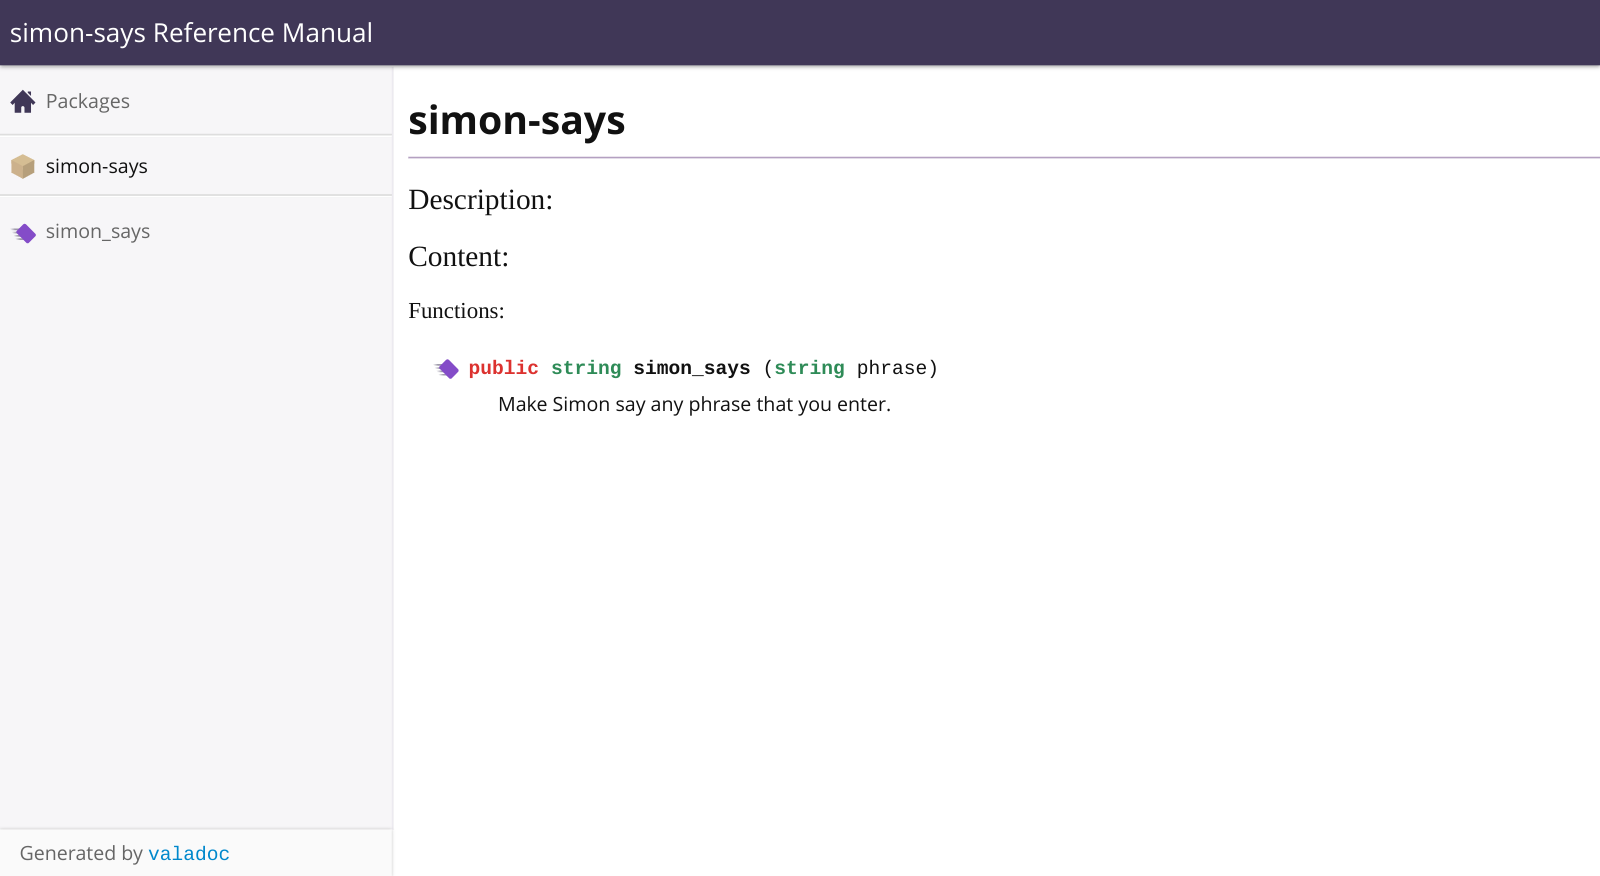 simon-says Reference Manual
Packages
simon-says
simon_says
Generated by valadoc
simon-says
Description:
Content:
Functions:
public string simon_says (string phrase)
Make Simon say any phrase that you enter.